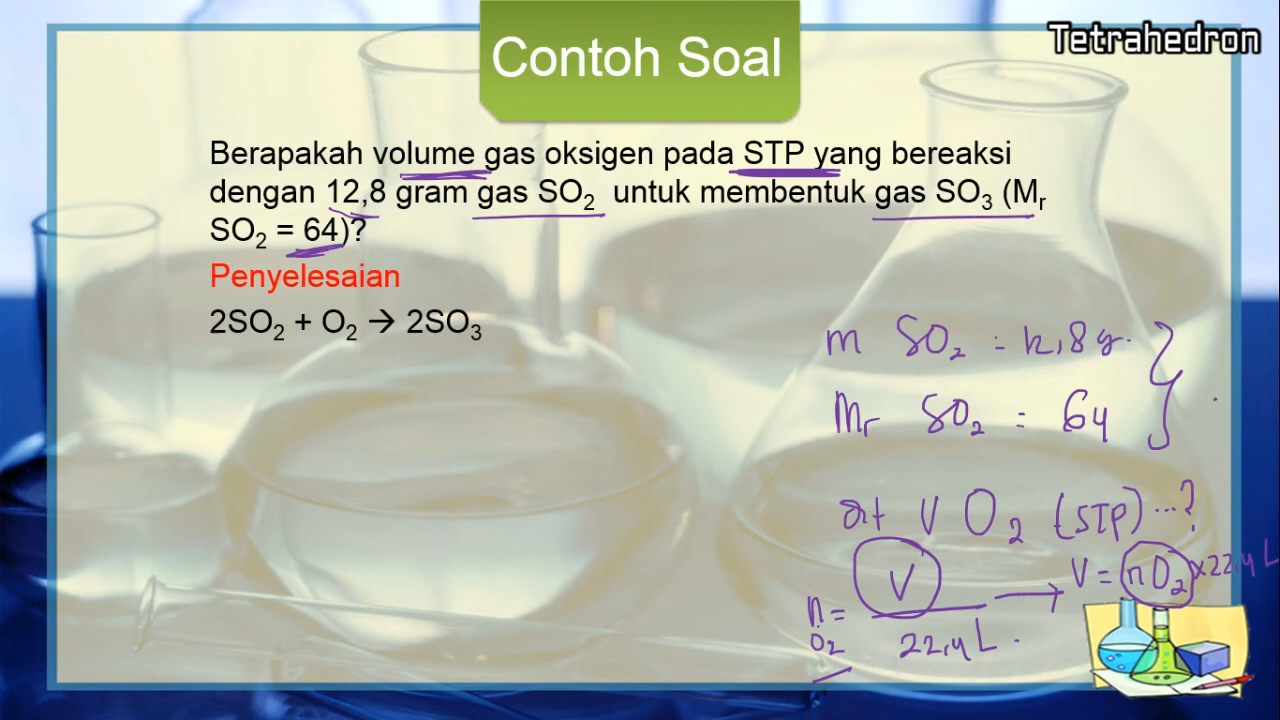 Contoh Soal
Tetrahedron
Berapakah volume gas oksigen pada STP yang bereaksi
dengan 12,8 gram gas SO₂ untuk membentuk gas SO₃ (Mᵣ
SO₂ = 64)?
Penyelesaian
2SO₂ + O₂ → 2SO₃
m SO₂ = 12,8 gr.
Mr SO₂ = 64
dit V O₂ (STP) ...?
n O₂ = V / 22,4 L → V = n O₂ × 22,4 L